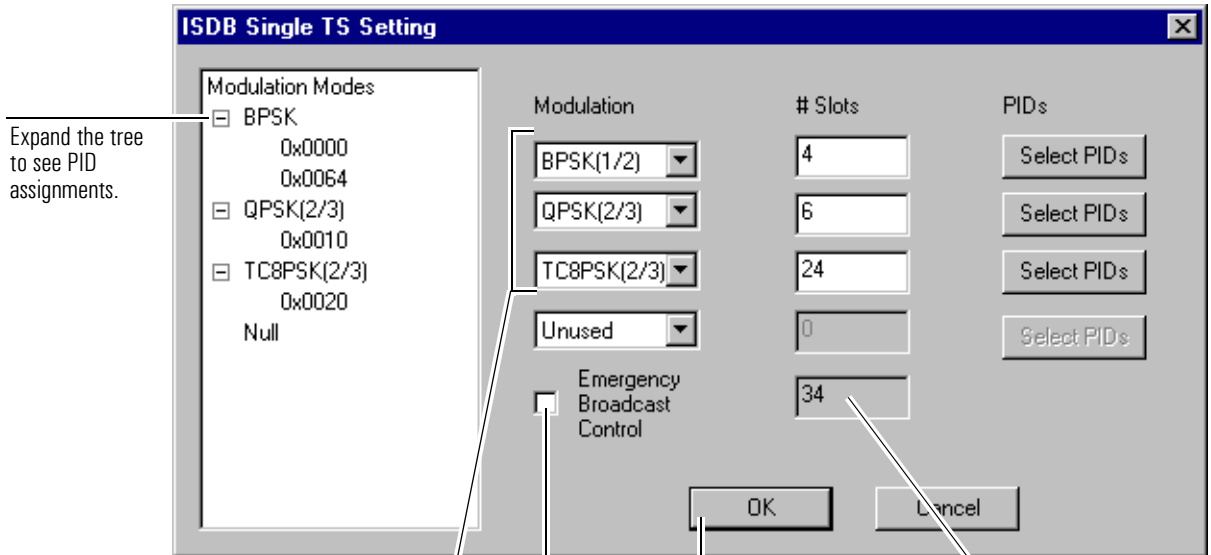 ISDB Single TS Setting
Expand the tree
to see PID
assignments.
Modulation Modes
BPSK
0x0000
0x0064
QPSK(2/3)
0x0010
TC8PSK(2/3)
0x0020
Null
Modulation # Slots PIDs
BPSK(1/2) 4 Select PIDs
QPSK(2/3) 6 Select PIDs
TC8PSK(2/3) 24 Select PIDs
Unused 0 Select PIDs
Emergency
Broadcast
Control
34
OK Cancel